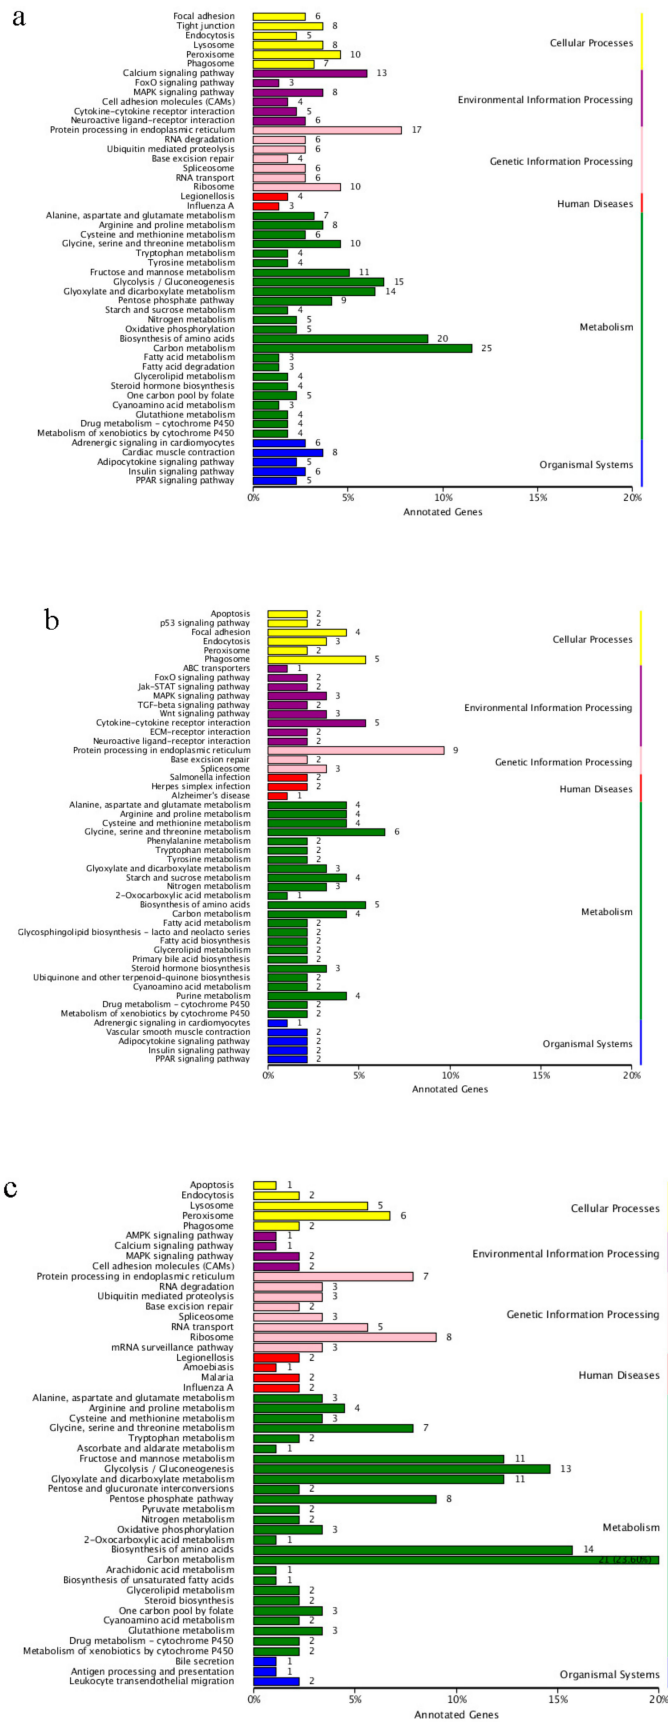 a
Focal adhesion 6
Tight junction 8
Endocytosis 5
Lysosome 8
Cellular Processes
Peroxisome 10
Phagosome 7
Calcium signaling pathway 13
FoxO signaling pathway 3
MAPK signaling pathway 8
Cell adhesion molecules (CAMs) 4
Environmental Information Processing
Cytokine-cytokine receptor interaction 5
Neuroactive ligand-receptor interaction 6
Protein processing in endoplasmic reticulum 17
RNA degradation 6
Ubiquitin mediated proteolysis 6
Base excision repair 4
Genetic Information Processing
Spliceosome 6
RNA transport 6
Ribosome 10
Legionellosis 4
Human Diseases
Influenza A 3
Alanine, aspartate and glutamate metabolism 7
Arginine and proline metabolism 8
Cysteine and methionine metabolism 6
Glycine, serine and threonine metabolism 10
Tryptophan metabolism 4
Tyrosine metabolism 4
Fructose and mannose metabolism 11
Glycolysis / Gluconeogenesis 15
Glyoxylate and dicarboxylate metabolism 14
Pentose phosphate pathway 9
Starch and sucrose metabolism 4
Nitrogen metabolism 5
Oxidative phosphorylation 5
Metabolism
Biosynthesis of amino acids 20
Carbon metabolism 25
Fatty acid metabolism 3
Fatty acid degradation 3
Glycerolipid metabolism 4
Steroid hormone biosynthesis 4
One carbon pool by folate 5
Cyanoamino acid metabolism 3
Glutathione metabolism 4
Drug metabolism - cytochrome P450 4
Metabolism of xenobiotics by cytochrome P450 4
Adrenergic signaling in cardiomyocytes 6
Cardiac muscle contraction 8
Adipocytokine signaling pathway 5
Organismal Systems
Insulin signaling pathway 6
PPAR signaling pathway 5
0% 5% 10% 15% 20%
Annotated Genes
b
Apoptosis 2
p53 signaling pathway 2
Focal adhesion 4
Endocytosis 3
Cellular Processes
Peroxisome 2
Phagosome 5
ABC transporters 1
FoxO signaling pathway 2
Jak-STAT signaling pathway 2
MAPK signaling pathway 3
TGF-beta signaling pathway 2
Environmental Information Processing
Wnt signaling pathway 3
Cytokine-cytokine receptor interaction 5
ECM-receptor interaction 2
Neuroactive ligand-receptor interaction 2
Protein processing in endoplasmic reticulum 9
Base excision repair 2
Genetic Information Processing
Spliceosome 3
Salmonella infection 2
Herpes simplex infection 2
Human Diseases
Alzheimer's disease 1
Alanine, aspartate and glutamate metabolism 4
Arginine and proline metabolism 4
Cysteine and methionine metabolism 4
Glycine, serine and threonine metabolism 6
Phenylalanine metabolism 2
Tryptophan metabolism 2
Tyrosine metabolism 2
Glyoxylate and dicarboxylate metabolism 3
Starch and sucrose metabolism 4
Nitrogen metabolism 3
2-Oxocarboxylic acid metabolism 1
Biosynthesis of amino acids 5
Metabolism
Carbon metabolism 4
Fatty acid metabolism 2
Glycosphingolipid biosynthesis - lacto and neolacto series 2
Fatty acid biosynthesis 2
Glycerolipid metabolism 2
Primary bile acid biosynthesis 2
Steroid hormone biosynthesis 3
Ubiquinone and other terpenoid-quinone biosynthesis 2
Cyanoamino acid metabolism 2
Purine metabolism 4
Drug metabolism - cytochrome P450 2
Metabolism of xenobiotics by cytochrome P450 2
Adrenergic signaling in cardiomyocytes 1
Vascular smooth muscle contraction 2
Adipocytokine signaling pathway 2
Organismal Systems
Insulin signaling pathway 2
PPAR signaling pathway 2
0% 5% 10% 15% 20%
Annotated Genes
c
Apoptosis 1
Endocytosis 2
Lysosome 5
Cellular Processes
Peroxisome 6
Phagosome 2
AMPK signaling pathway 1
Calcium signaling pathway 1
Environmental Information Processing
MAPK signaling pathway 2
Cell adhesion molecules (CAMs) 2
Protein processing in endoplasmic reticulum 7
RNA degradation 3
Ubiquitin mediated proteolysis 3
Base excision repair 2
Genetic Information Processing
Spliceosome 3
RNA transport 5
Ribosome 8
mRNA surveillance pathway 3
Legionellosis 2
Amoebiasis 1
Human Diseases
Malaria 2
Influenza A 2
Alanine, aspartate and glutamate metabolism 3
Arginine and proline metabolism 4
Cysteine and methionine metabolism 3
Glycine, serine and threonine metabolism 7
Tryptophan metabolism 2
Ascorbate and aldarate metabolism 1
Fructose and mannose metabolism 11
Glycolysis / Gluconeogenesis 13
Glyoxylate and dicarboxylate metabolism 11
Pentose and glucuronate interconversions 2
Pentose phosphate pathway 8
Pyruvate metabolism 2
Nitrogen metabolism 2
Metabolism
Oxidative phosphorylation 3
2-Oxocarboxylic acid metabolism 1
Biosynthesis of amino acids 14
Carbon metabolism 21 (23.60%)
Arachidonic acid metabolism 1
Biosynthesis of unsaturated fatty acids 1
Glycerolipid metabolism 2
Steroid biosynthesis 2
One carbon pool by folate 3
Cyanoamino acid metabolism 2
Glutathione metabolism 3
Drug metabolism - cytochrome P450 2
Metabolism of xenobiotics by cytochrome P450 2
Bile secretion 1
Antigen processing and presentation 1
Organismal Systems
Leukocyte transendothelial migration 2
0% 5% 10% 15% 20%
Annotated Genes